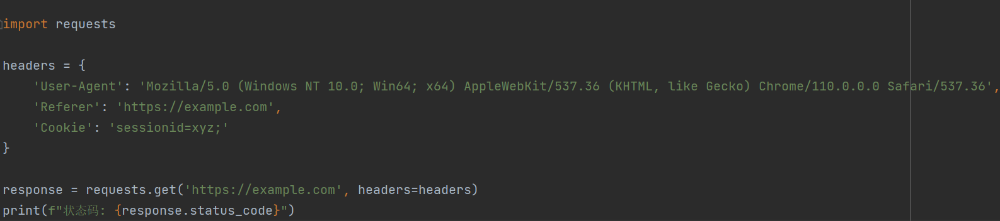 import requests
headers = {
    'User-Agent': 'Mozilla/5.0 (Windows NT 10.0; Win64; x64) AppleWebKit/537.36 (KHTML, like Gecko) Chrome/110.0.0.0 Safari/537.36',
    'Referer': 'https://example.com',
    'Cookie': 'sessionid=xyz;'
}
response = requests.get('https://example.com', headers=headers)
print(f"状态码: {response.status_code}")